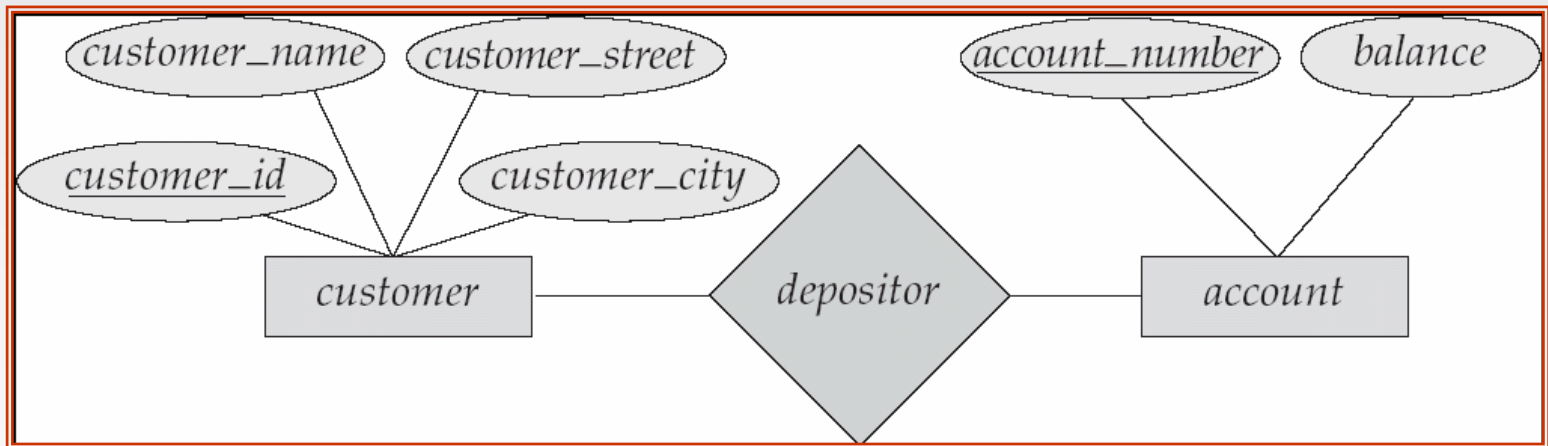 customer_name
customer_street
account_number
balance
customer_id
customer_city
customer
depositor
account